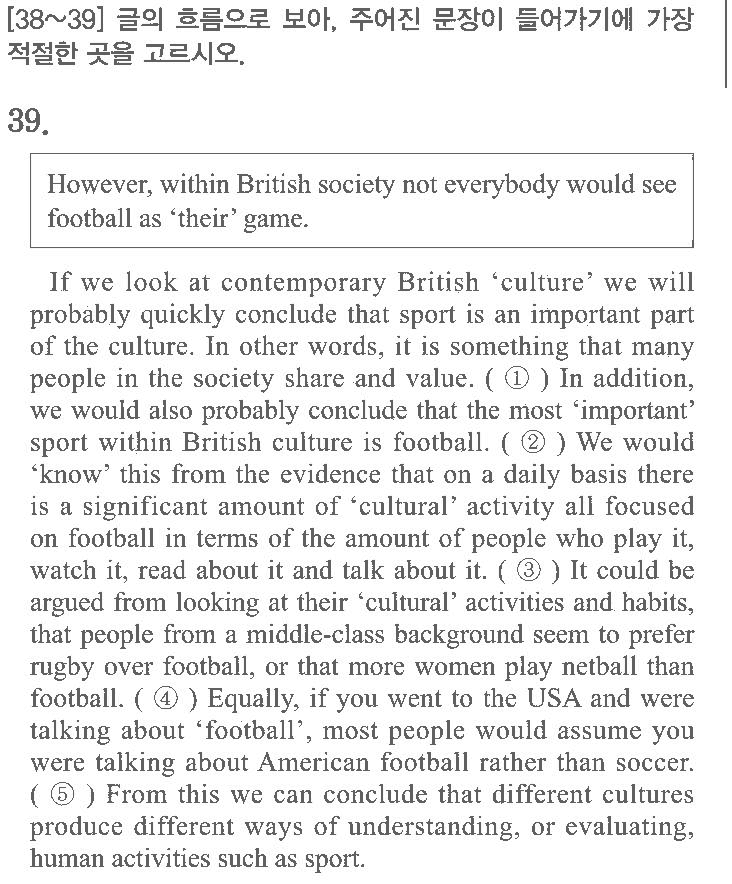 [38～39] 글의 흐름으로 보아, 주어진 문장이 들어가기에 가장
적절한 곳을 고르시오.
39.
However, within British society not everybody would see
football as ‘their’ game.
If we look at contemporary British ‘culture’ we will
probably quickly conclude that sport is an important part
of the culture. In other words, it is something that many
people in the society share and value. ( ① ) In addition,
we would also probably conclude that the most ‘important’
sport within British culture is football. ( ② ) We would
‘know’ this from the evidence that on a daily basis there
is a significant amount of ‘cultural’ activity all focused
on football in terms of the amount of people who play it,
watch it, read about it and talk about it. ( ③ ) It could be
argued from looking at their ‘cultural’ activities and habits,
that people from a middle-class background seem to prefer
rugby over football, or that more women play netball than
football. ( ④ ) Equally, if you went to the USA and were
talking about ‘football’, most people would assume you
were talking about American football rather than soccer.
( ⑤ ) From this we can conclude that different cultures
produce different ways of understanding, or evaluating,
human activities such as sport.